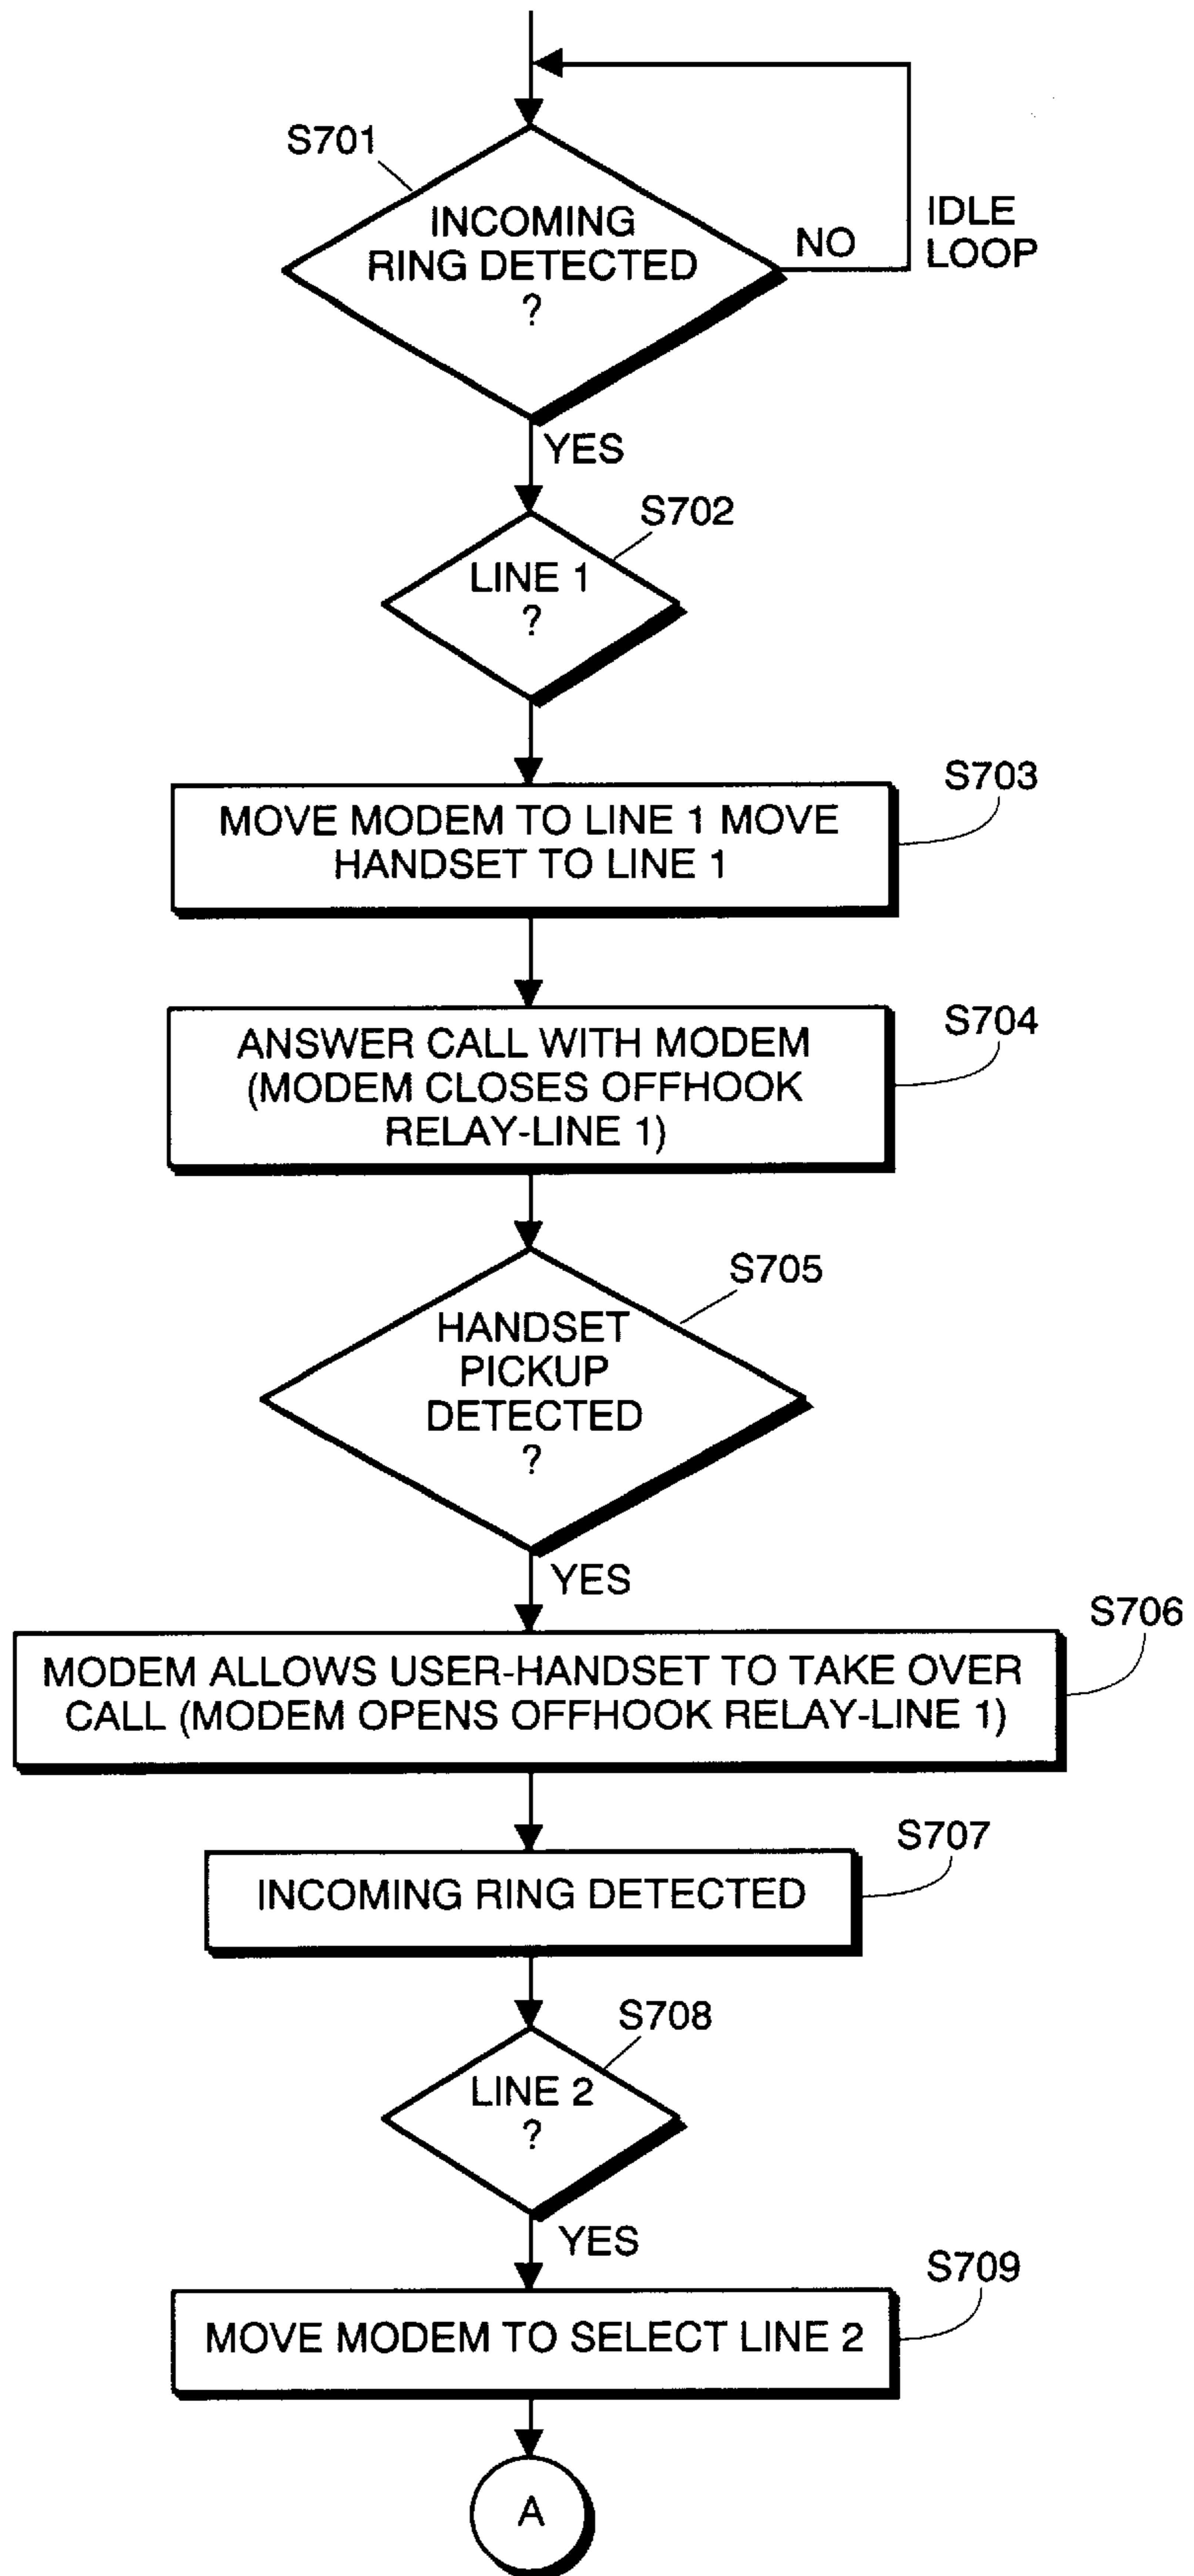 S701
INCOMING
RING DETECTED
?
NO
IDLE
LOOP
YES
S702
LINE 1
?
S703
MOVE MODEM TO LINE 1 MOVE
HANDSET TO LINE 1
S704
ANSWER CALL WITH MODEM
(MODEM CLOSES OFFHOOK
RELAY-LINE 1)
S705
HANDSET
PICKUP
DETECTED
?
YES
S706
MODEM ALLOWS USER-HANDSET TO TAKE OVER
CALL (MODEM OPENS OFFHOOK RELAY-LINE 1)
S707
INCOMING RING DETECTED
S708
LINE 2
?
YES
S709
MOVE MODEM TO SELECT LINE 2
A